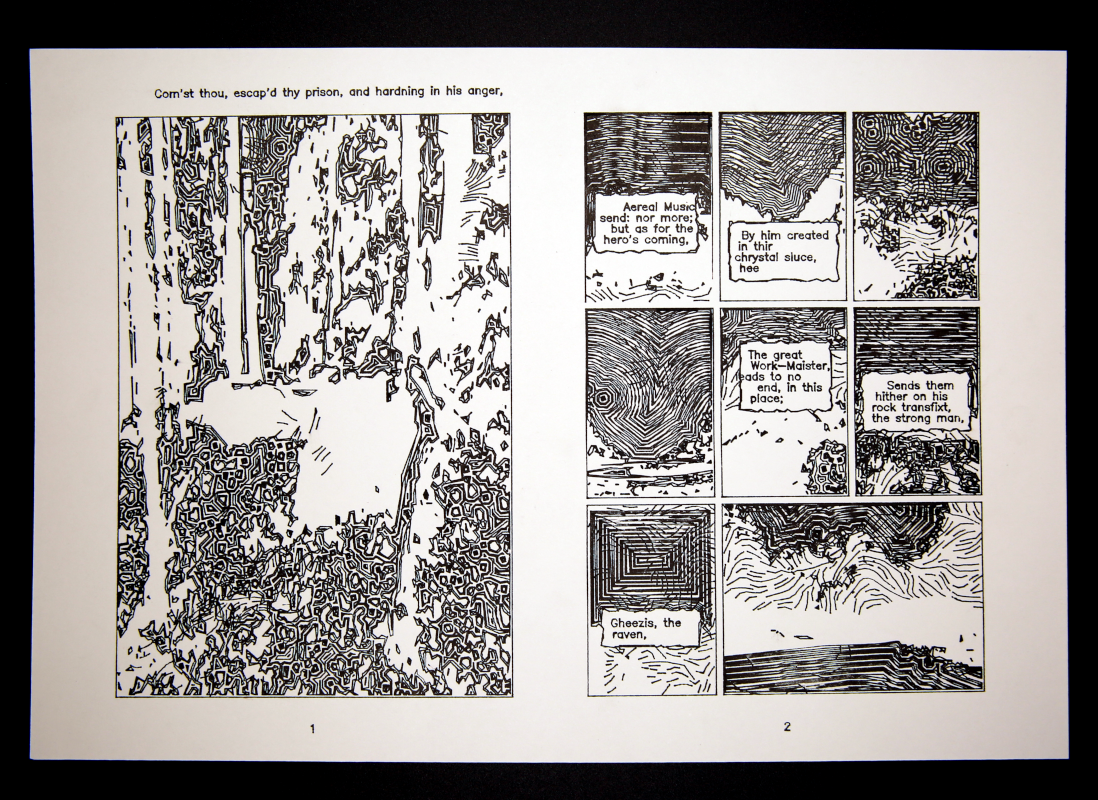 Com'st thou, escap'd thy prison, and hardning in his anger,
Aereal Music
send: nor more;
but as for the
hero's coming,
By him created
in thir
chrystal sluce,
hee
The great
Work-Maister,
eads to no
end, in this
place;
Sends them
hither on his
rock transfixt,
the strong man,
Gheezis, the
raven,
1
2